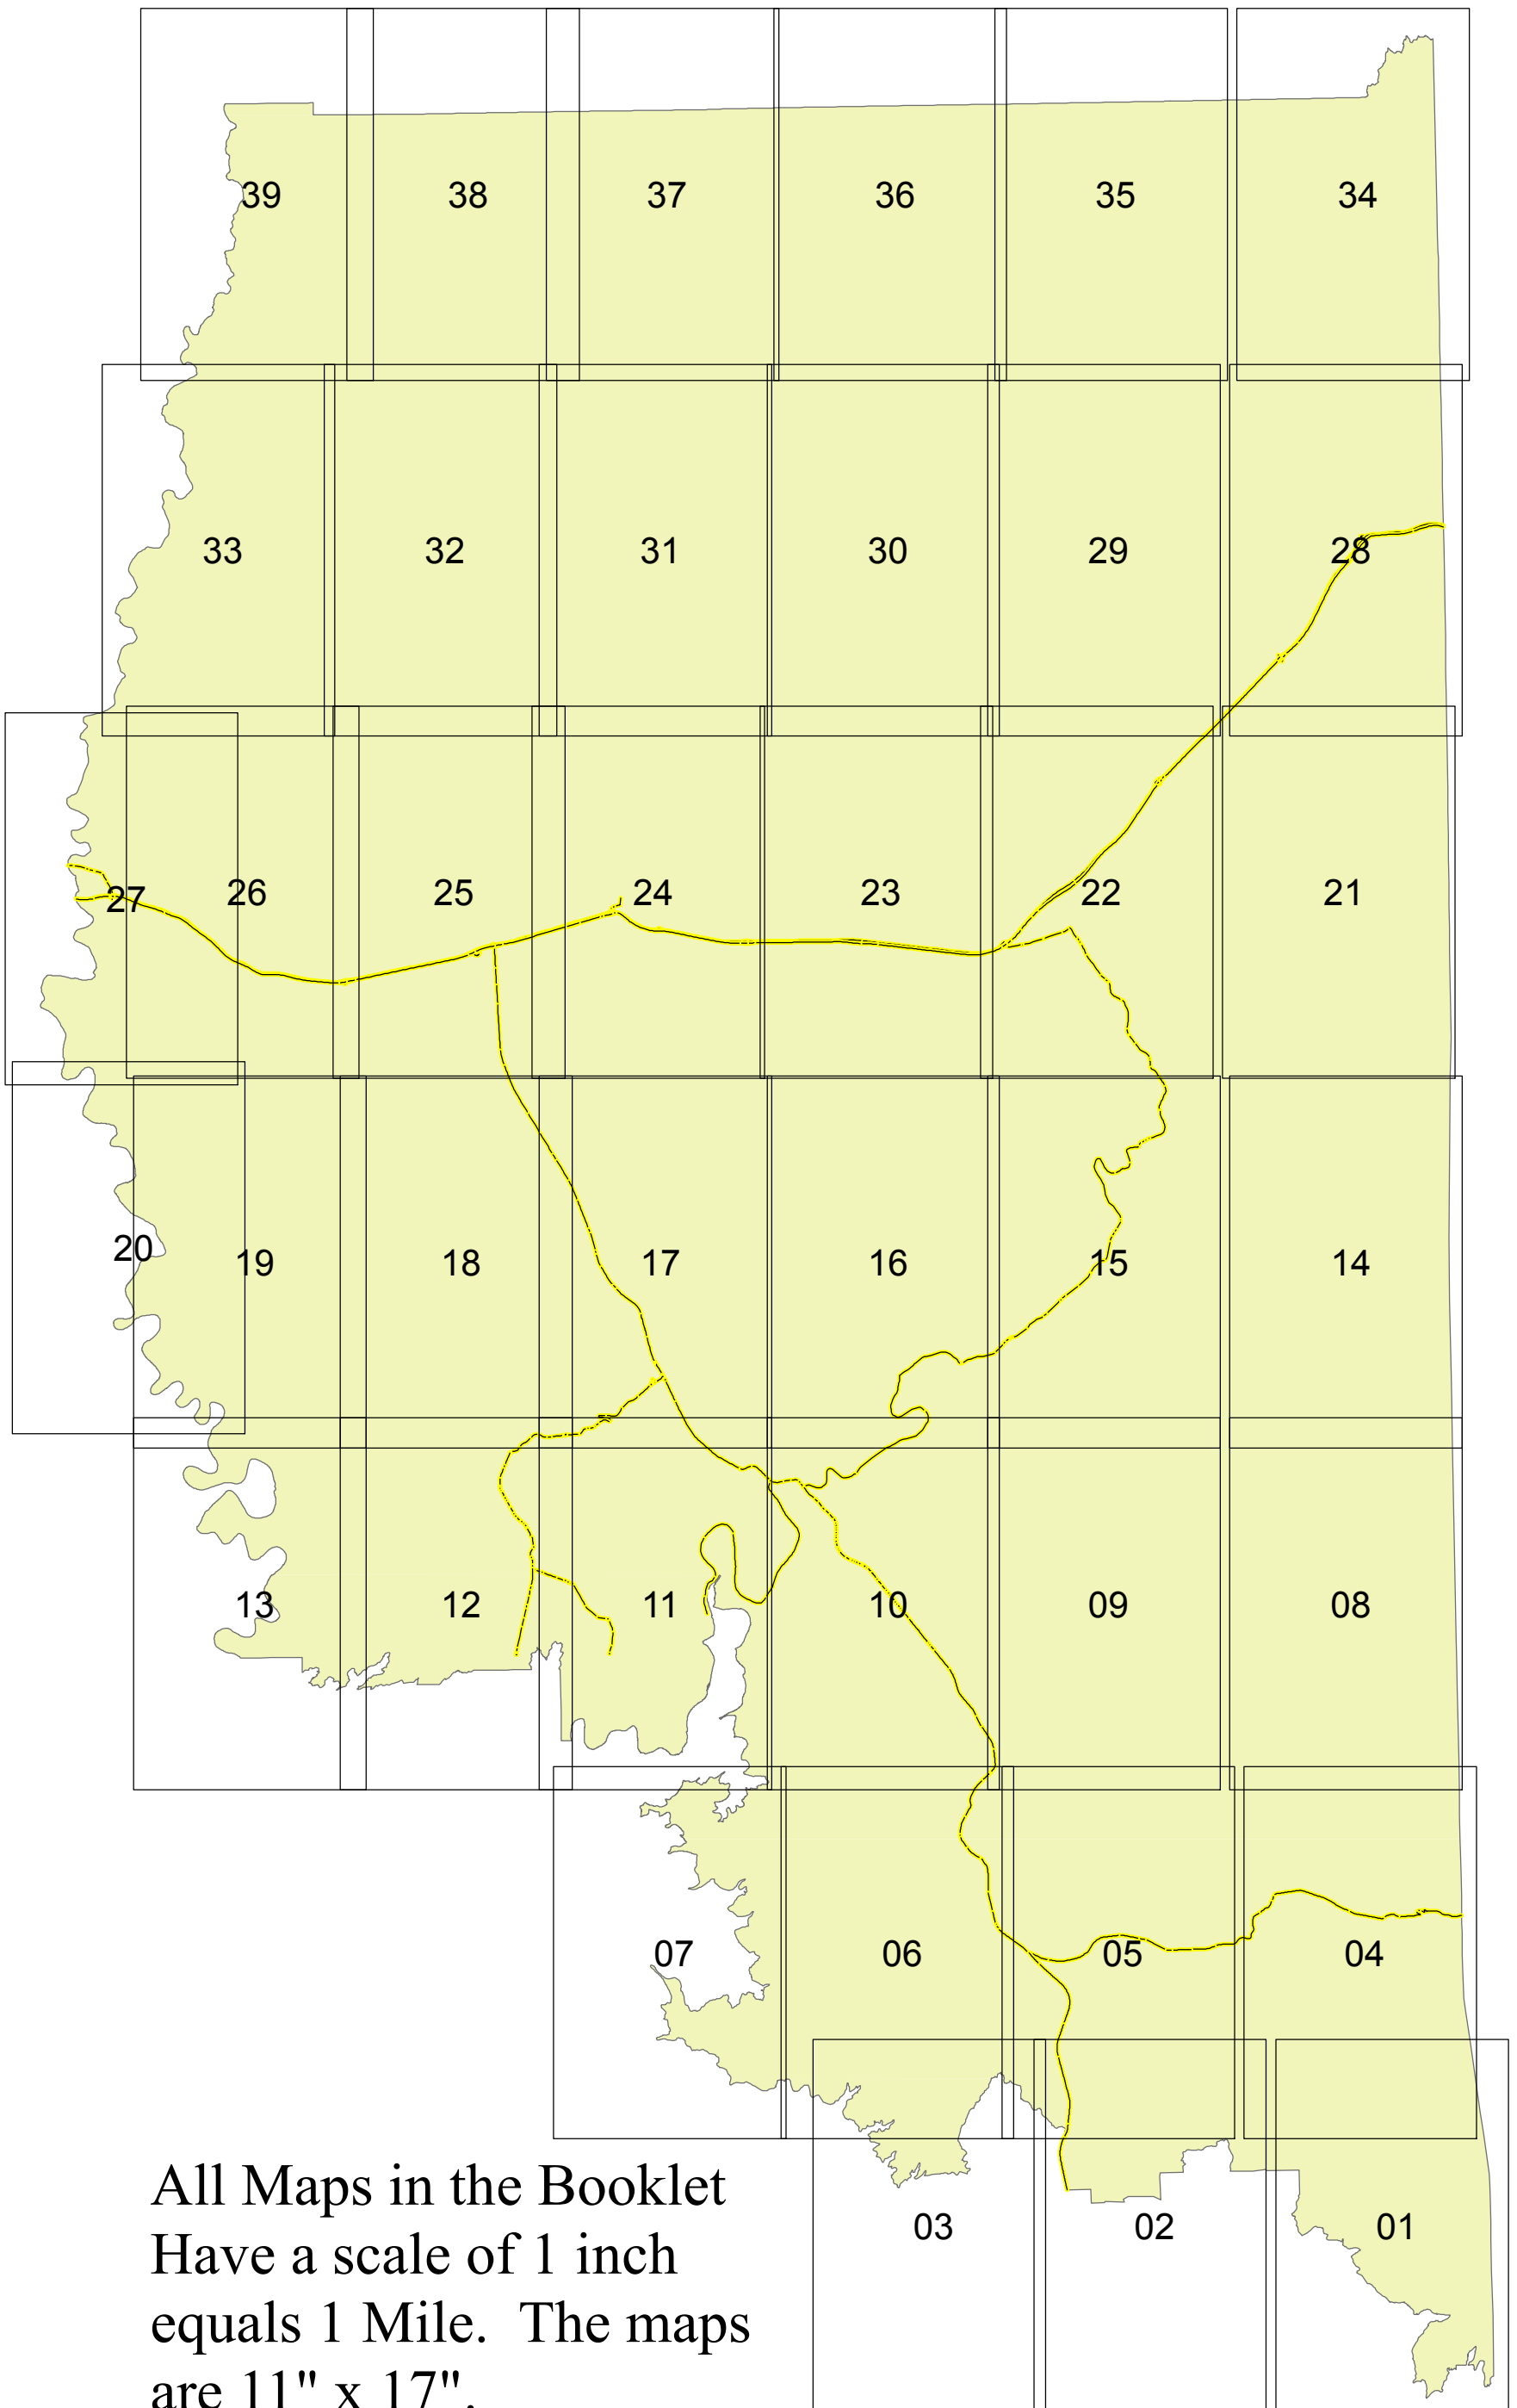 39 38 37 36 35 34
33 32 31 30 29 28
27 26 25 24 23 22 21
20 19 18 17 16 15 14
13 12 11 10 09 08
07 06 05 04
03 02 01
All Maps in the Booklet
Have a scale of 1 inch
equals 1 Mile. The maps
are 11" x 17".